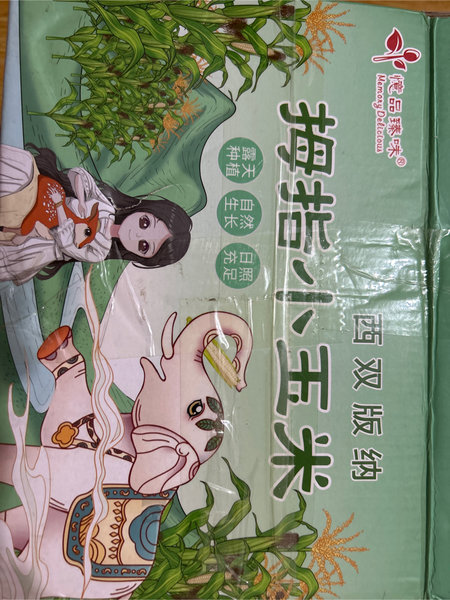 憶品臻味®
Memory Delicious
西双版纳
拇指小玉米
露天
种植
自然
生长
日照
充足